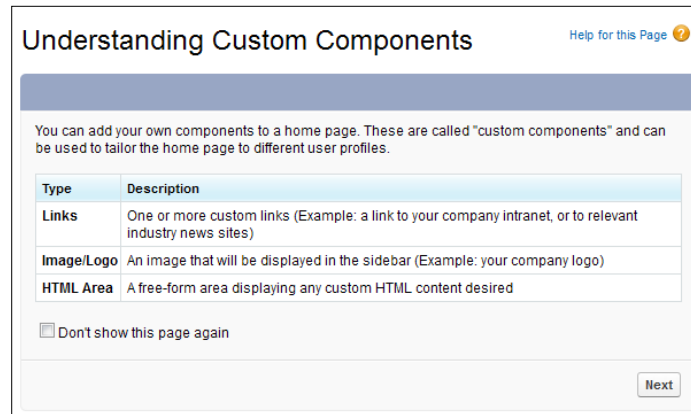 Understanding Custom Components
Help for this Page ?
You can add your own components to a home page. These are called "custom components" and can
be used to tailor the home page to different user profiles.
Type Description
Links One or more custom links (Example: a link to your company intranet, or to relevant
industry news sites)
Image/Logo An image that will be displayed in the sidebar (Example: your company logo)
HTML Area A free-form area displaying any custom HTML content desired
Don't show this page again
Next